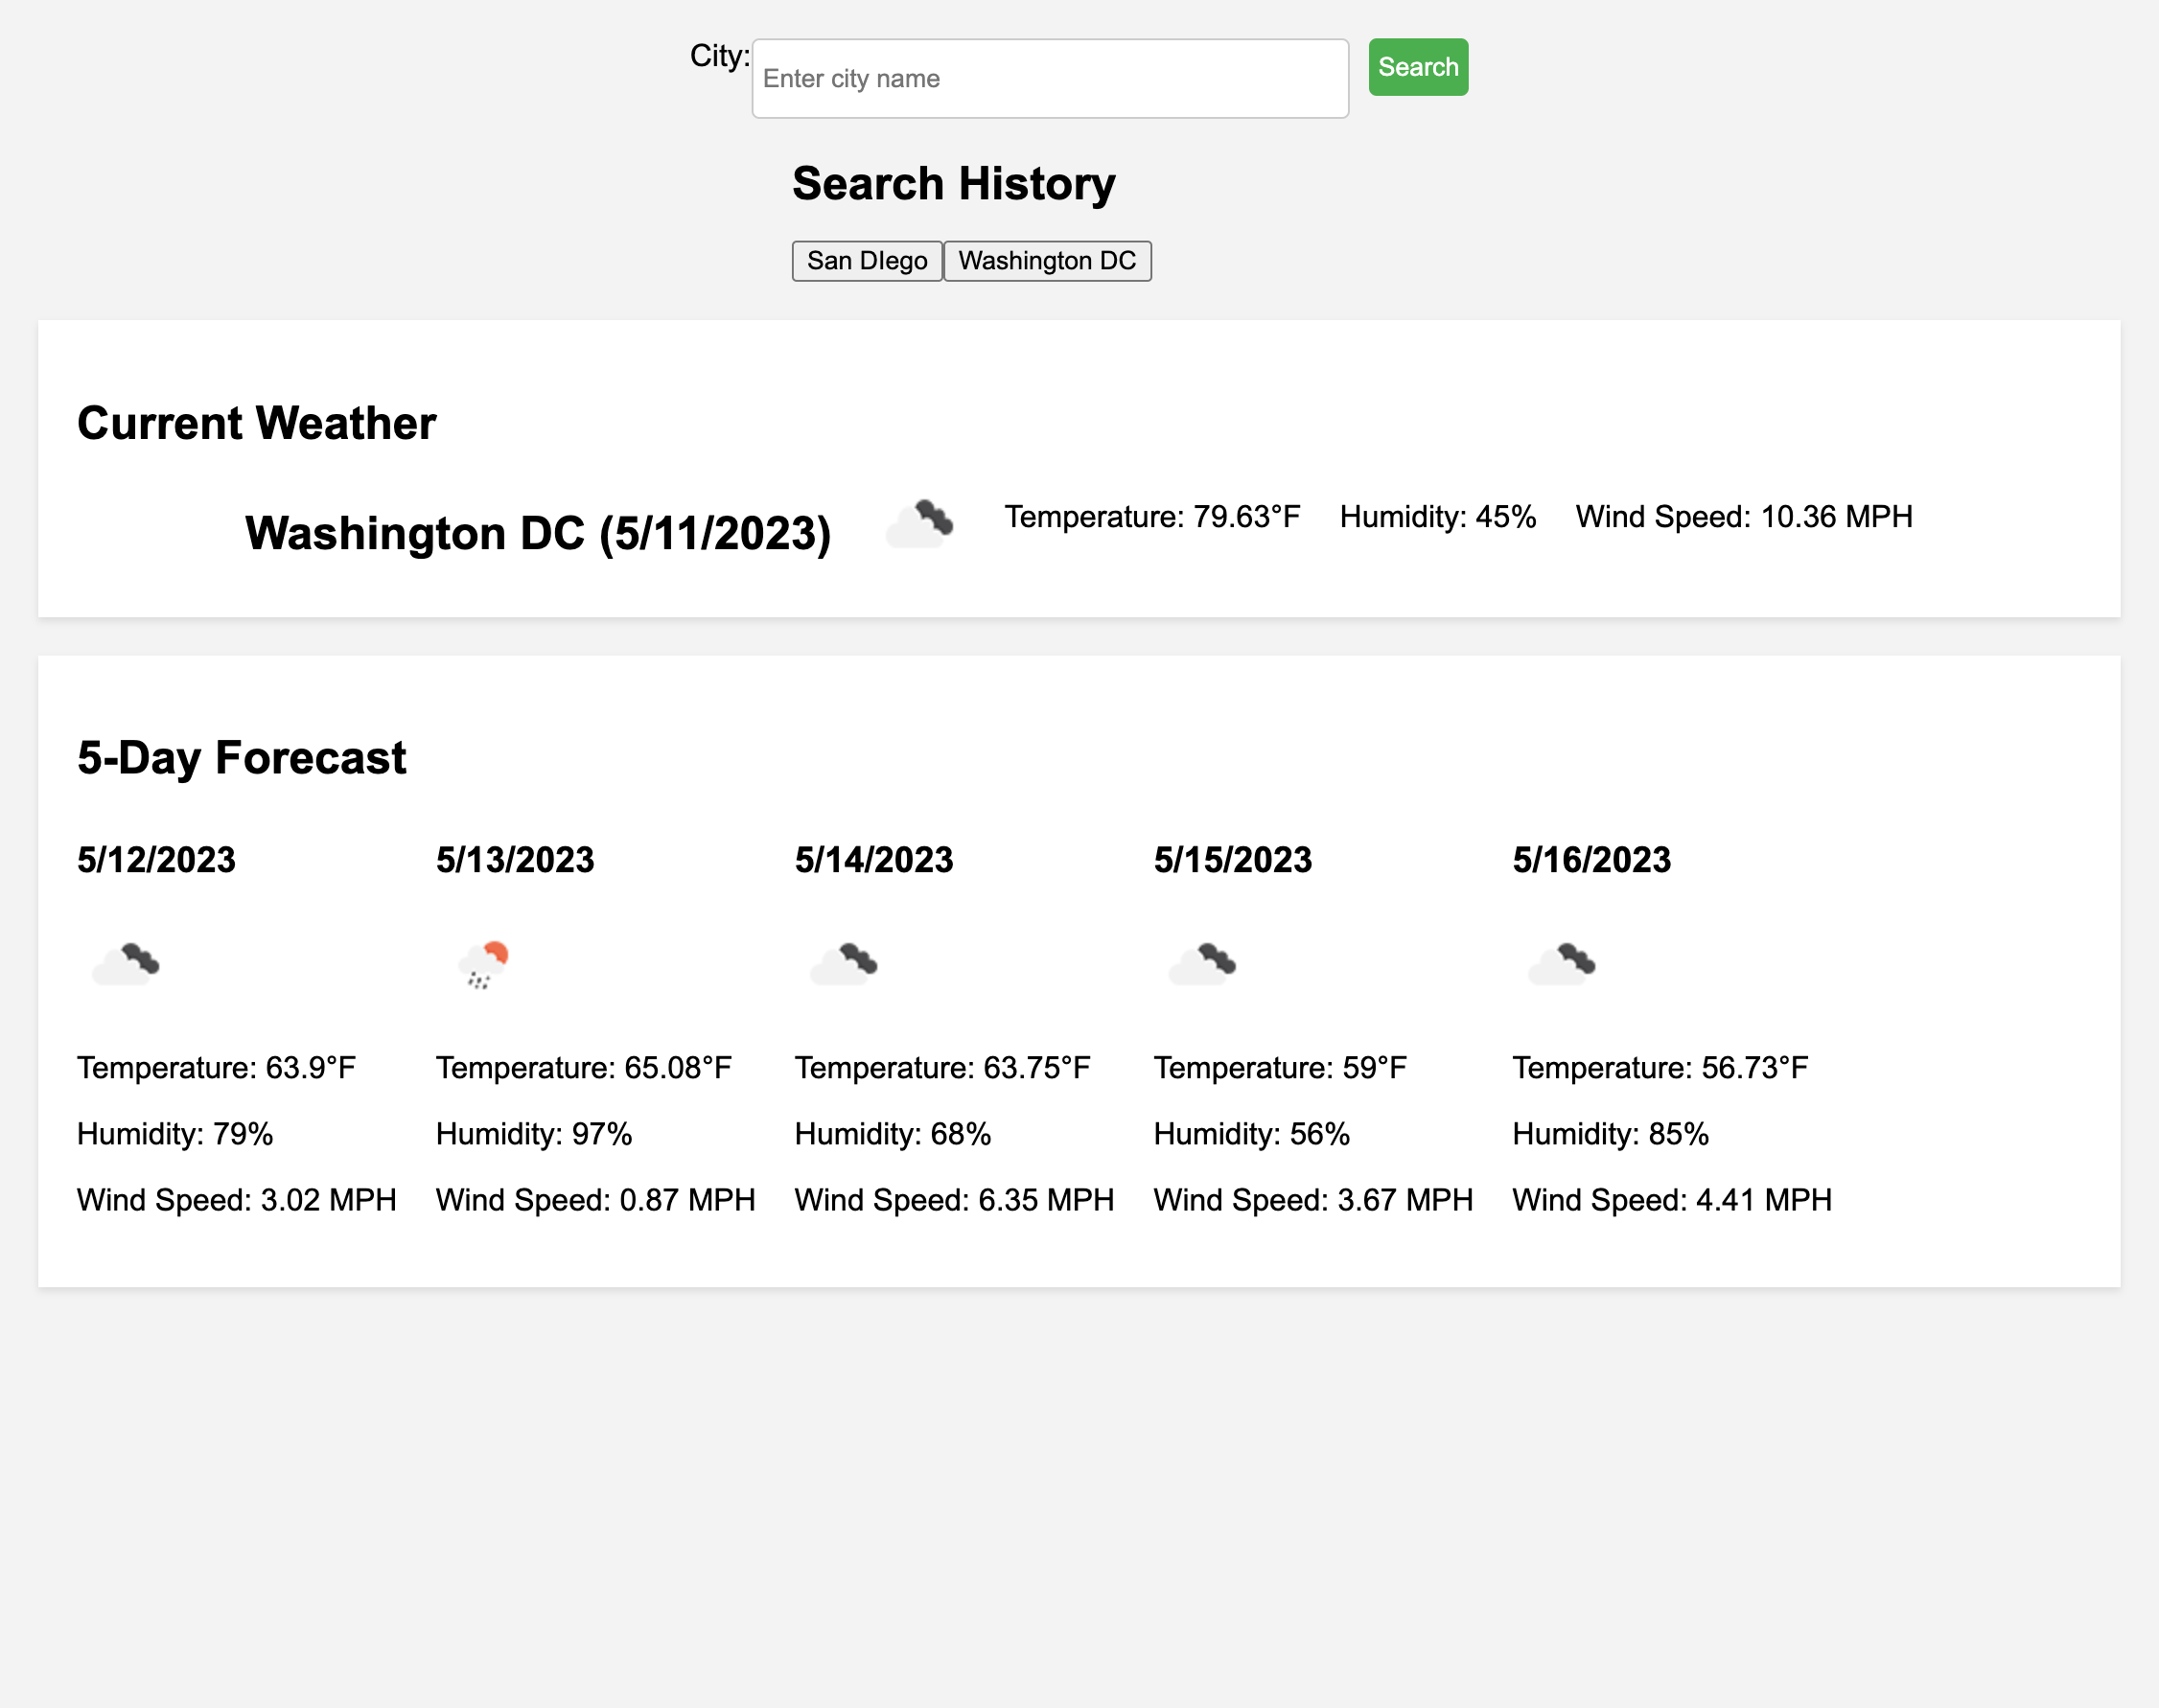 City: Enter city name Search
Search History
San DIego Washington DC
Current Weather
Washington DC (5/11/2023) Temperature: 79.63°F Humidity: 45% Wind Speed: 10.36 MPH
5-Day Forecast
5/12/2023 5/13/2023 5/14/2023 5/15/2023 5/16/2023
Temperature: 63.9°F Temperature: 65.08°F Temperature: 63.75°F Temperature: 59°F Temperature: 56.73°F
Humidity: 79% Humidity: 97% Humidity: 68% Humidity: 56% Humidity: 85%
Wind Speed: 3.02 MPH Wind Speed: 0.87 MPH Wind Speed: 6.35 MPH Wind Speed: 3.67 MPH Wind Speed: 4.41 MPH